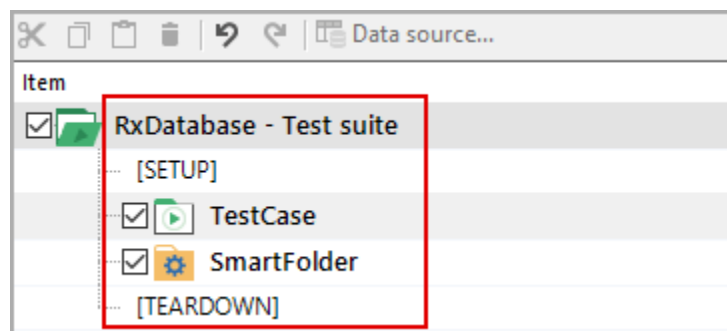 Data source...
Item
RxDatabase - Test suite
[SETUP]
TestCase
SmartFolder
[TEARDOWN]